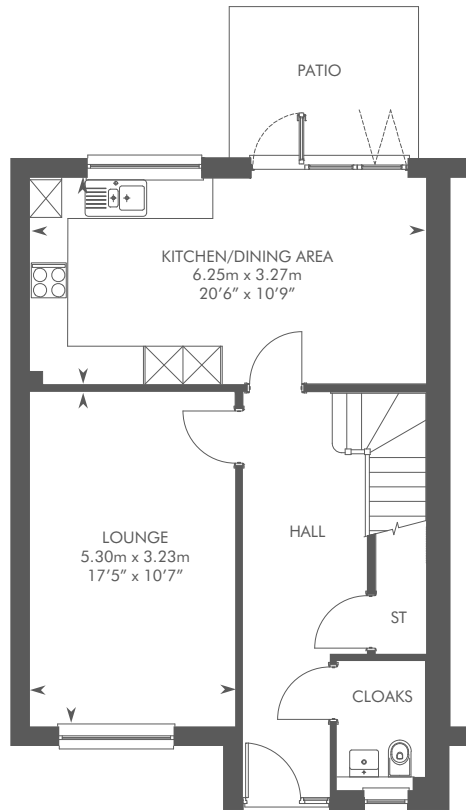 PATIO
KITCHEN/DINING AREA
6.25m x 3.27m
20’6” x 10’9”
LOUNGE
5.30m x 3.23m
17’5” x 10’7”
HALL
ST
CLOAKS